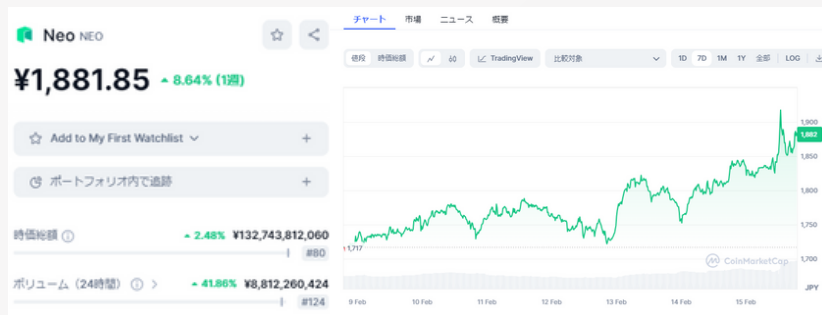 Neo NEO
¥1,881.85 8.64% (1週)
Add to My First Watchlist +
ポートフォリオ内で追跡 +
時価総額 2.48% ¥132,743,812,060
#80
ボリューム（24時間） 41.86% ¥8,812,260,424
#124
チャート 市場 ニュース 概要
値段 時価総額 TradingView 比較対象 1D 7D 1M 1Y 全部 LOG
1,900
1,882
1,850
1,800
1,750
1,717
1,700
CoinMarketCap
JPY
9 Feb 10 Feb 11 Feb 12 Feb 13 Feb 14 Feb 15 Feb